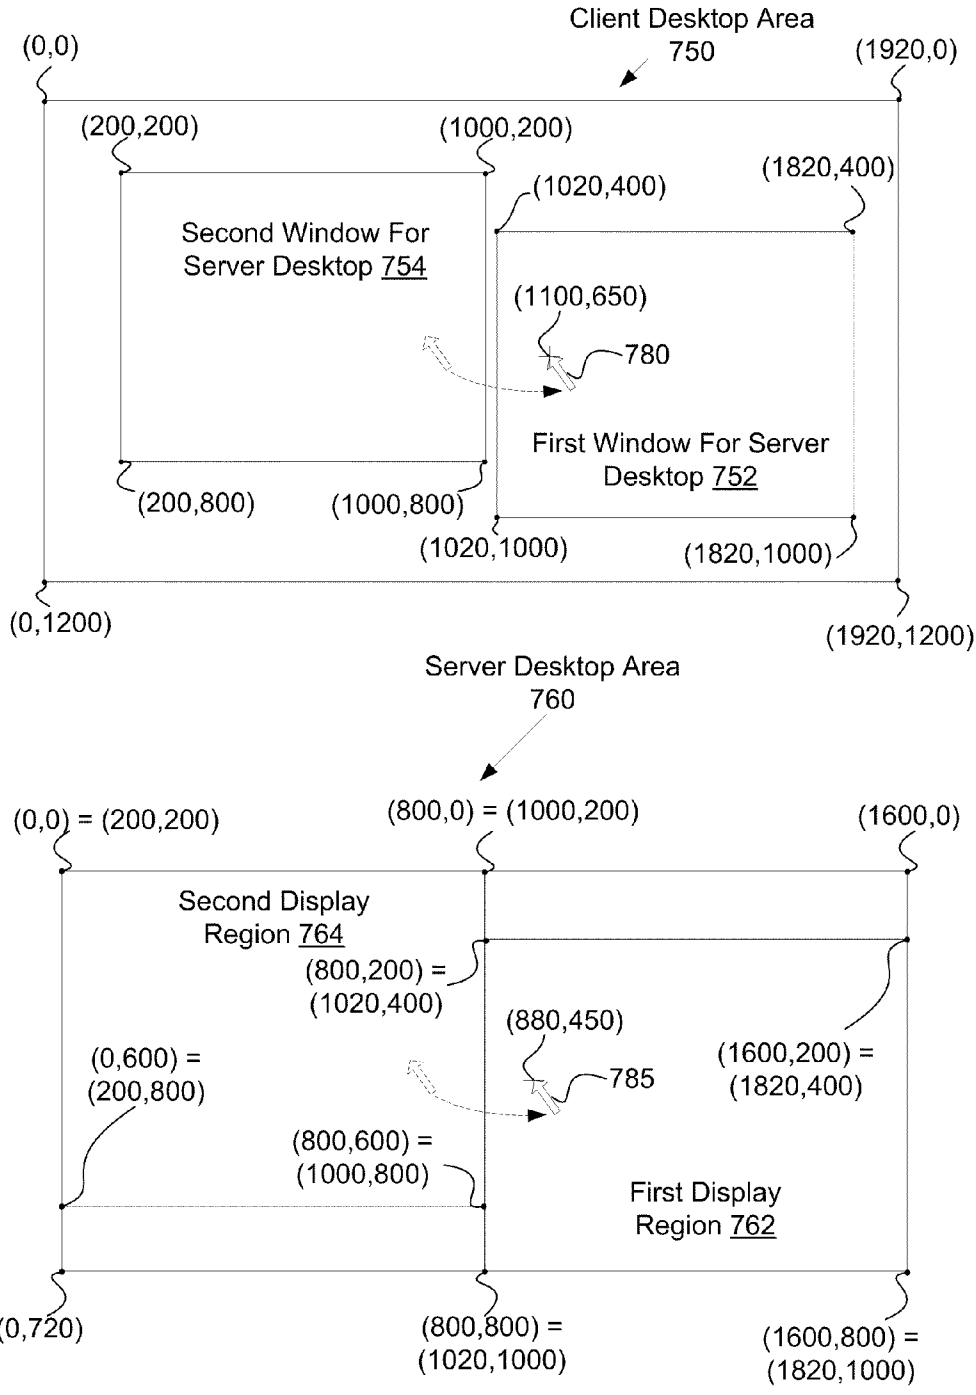 Client Desktop Area
750
(0,0)
(1920,0)
(200,200)
(1000,200)
(1020,400)
(1820,400)
Second Window For
Server Desktop 754
(1100,650)
780
First Window For Server
Desktop 752
(200,800)
(1000,800)
(1020,1000)
(1820,1000)
(0,1200)
(1920,1200)
Server Desktop Area
760
(0,0) = (200,200)
(800,0) = (1000,200)
(1600,0)
Second Display
Region 764
(800,200) =
(1020,400)
(880,450)
785
(1600,200) =
(1820,400)
(0,600) =
(200,800)
(800,600) =
(1000,800)
First Display
Region 762
(0,720)
(800,800) =
(1020,1000)
(1600,800) =
(1820,1000)